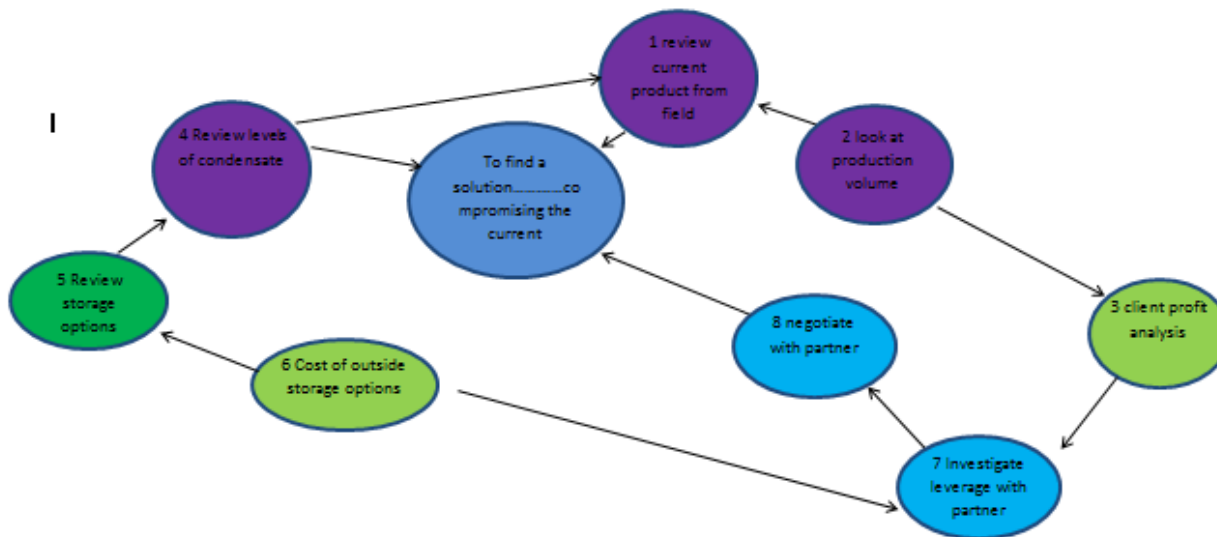 1 review
current
product from
field
I
4 Review levels
of condensate
2 look at
production
volume
To find a
solution..............co
mpromising the
current
5 Review
storage
options
3 client profit
analysis
8 negotiate
with partner
6 Cost of outside
storage options
7 Investigate
leverage with
partner